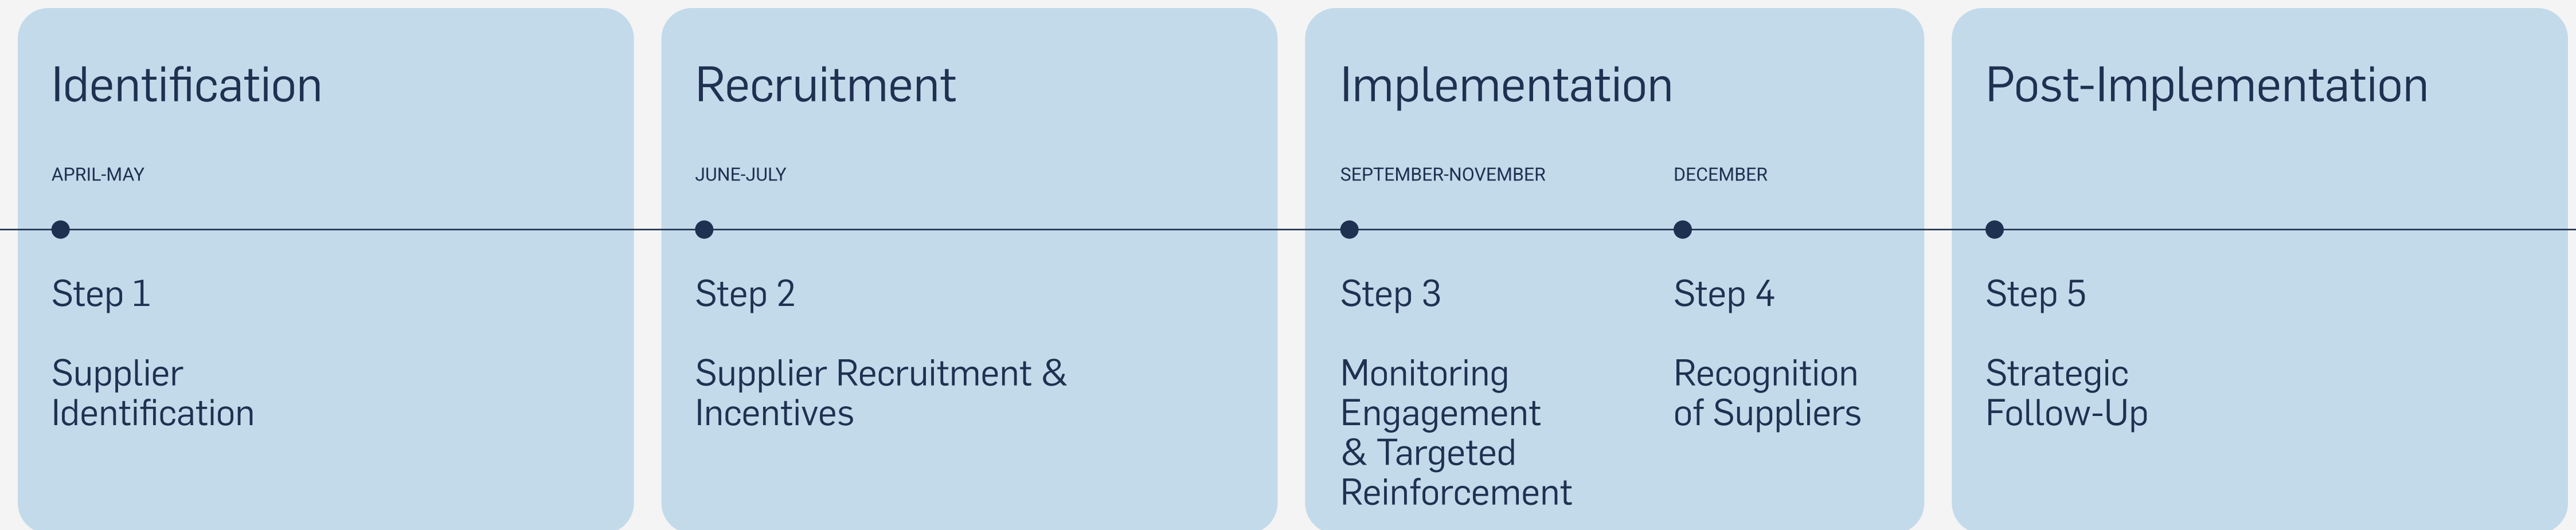 Identification
APRIL-MAY
Step 1
Supplier
Identification
Recruitment
JUNE-JULY
Step 2
Supplier Recruitment &
Incentives
Implementation
SEPTEMBER-NOVEMBER
Step 3
Monitoring
Engagement
& Targeted
Reinforcement
DECEMBER
Step 4
Recognition
of Suppliers
Post-Implementation
Step 5
Strategic
Follow-Up